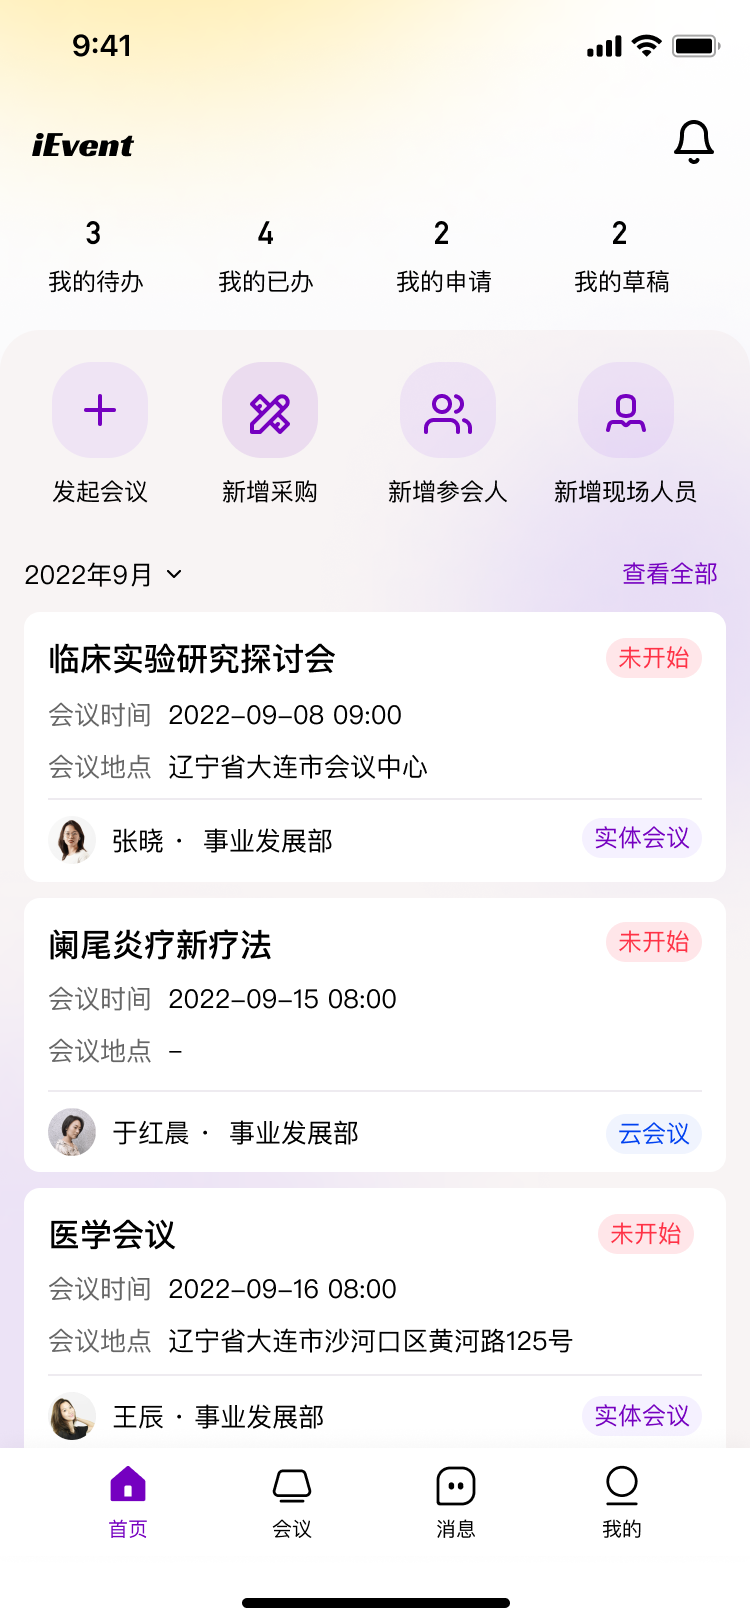 9:41
iEvent
3 4 2 2
我的待办 我的已办 我的申请 我的草稿
发起会议 新增采购 新增参会人 新增现场人员
2022年9月 查看全部
临床实验研究探讨会 未开始
会议时间 2022-09-08 09:00
会议地点 辽宁省大连市会议中心
张晓 · 事业发展部 实体会议
阑尾炎疗新疗法 未开始
会议时间 2022-09-15 08:00
会议地点 -
于红晨 · 事业发展部 云会议
医学会议 未开始
会议时间 2022-09-16 08:00
会议地点 辽宁省大连市沙河口区黄河路125号
王辰 · 事业发展部 实体会议
首页 会议 消息 我的